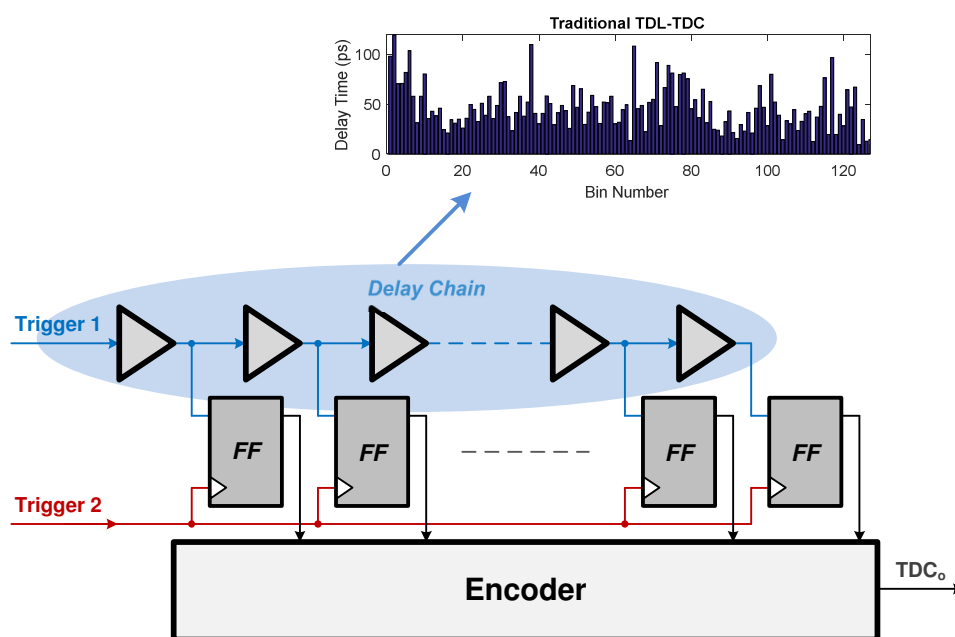 Traditional TDL-TDC
Delay Time (ps)
100
50
0
0 20 40 60 80 100 120
Bin Number
Delay Chain
Trigger 1
FF FF FF FF
Trigger 2
Encoder
TDCo